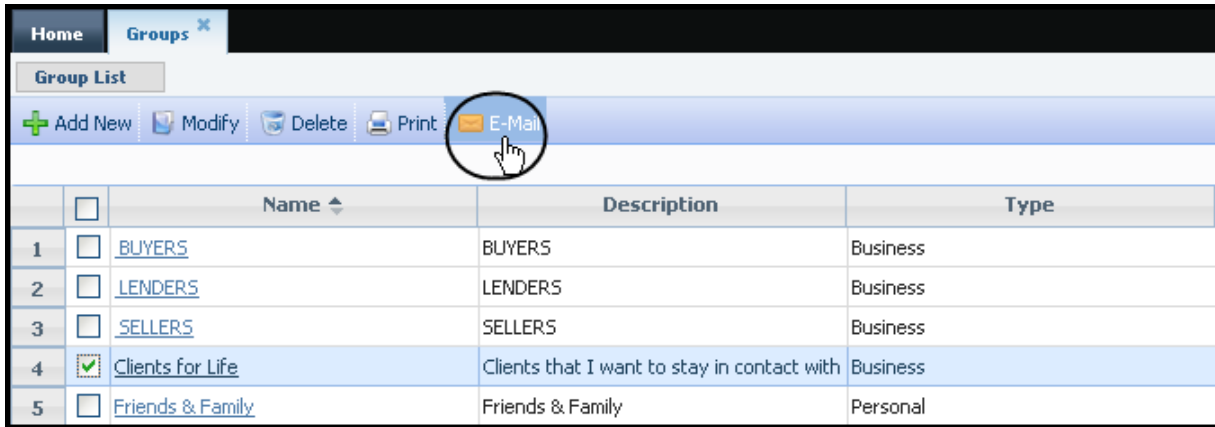 Home Groups
Group List
Add New Modify Delete Print E-Mail
Name Description Type
1 BUYERS BUYERS Business
2 LENDERS LENDERS Business
3 SELLERS SELLERS Business
4 Clients for Life Clients that I want to stay in contact with Business
5 Friends & Family Friends & Family Personal